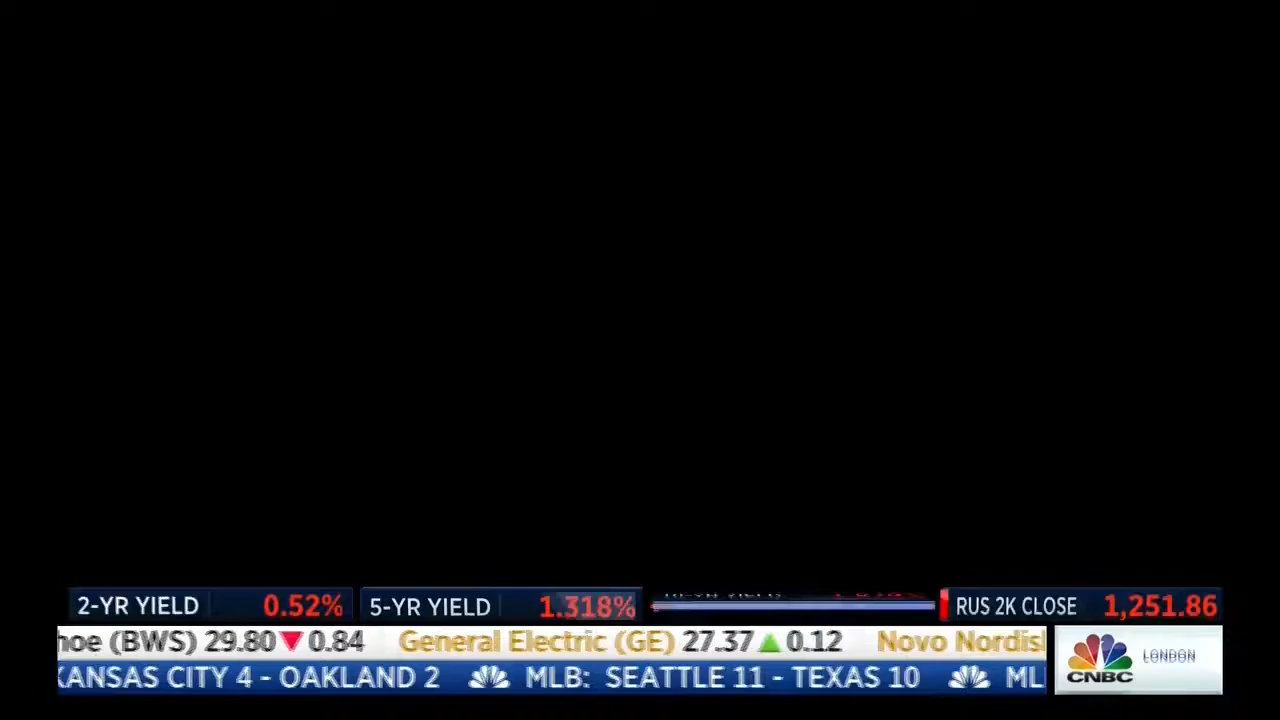 2-YR YIELD 0.52% 5-YR YIELD 1.318% RUS 2K CLOSE 1,251.86
hoe (BWS) 29.80 ▼ 0.84 General Electric (GE) 27.37 ▲ 0.12 Novo Nordisk
KANSAS CITY 4 - OAKLAND 2 MLB: SEATTLE 11 - TEXAS 10 ML
CNBC LONDON